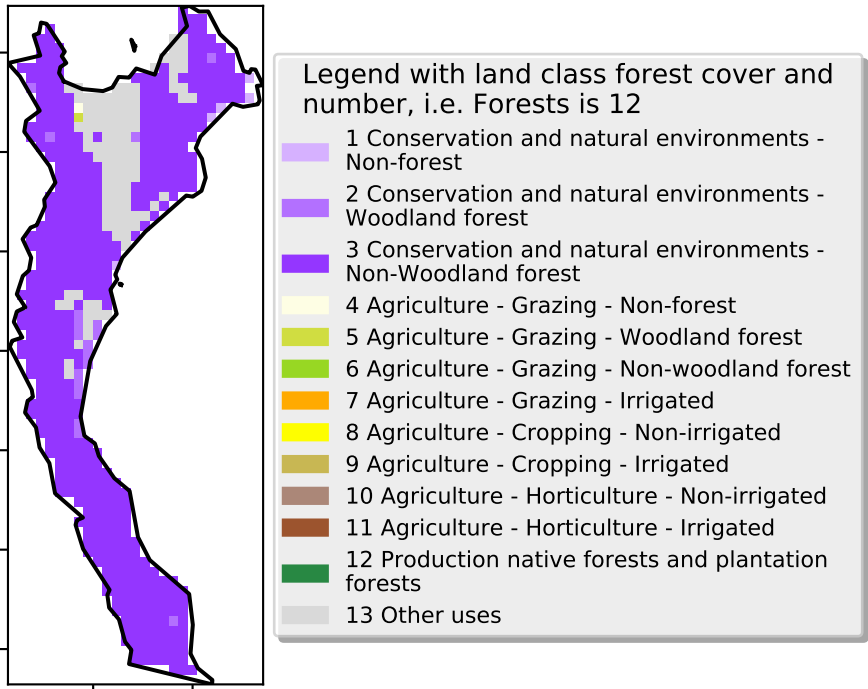 Legend with land class forest cover and
number, i.e. Forests is 12
1 Conservation and natural environments -
Non-forest
2 Conservation and natural environments -
Woodland forest
3 Conservation and natural environments -
Non-Woodland forest
4 Agriculture - Grazing - Non-forest
5 Agriculture - Grazing - Woodland forest
6 Agriculture - Grazing - Non-woodland forest
7 Agriculture - Grazing - Irrigated
8 Agriculture - Cropping - Non-irrigated
9 Agriculture - Cropping - Irrigated
10 Agriculture - Horticulture - Non-irrigated
11 Agriculture - Horticulture - Irrigated
12 Production native forests and plantation
forests
13 Other uses